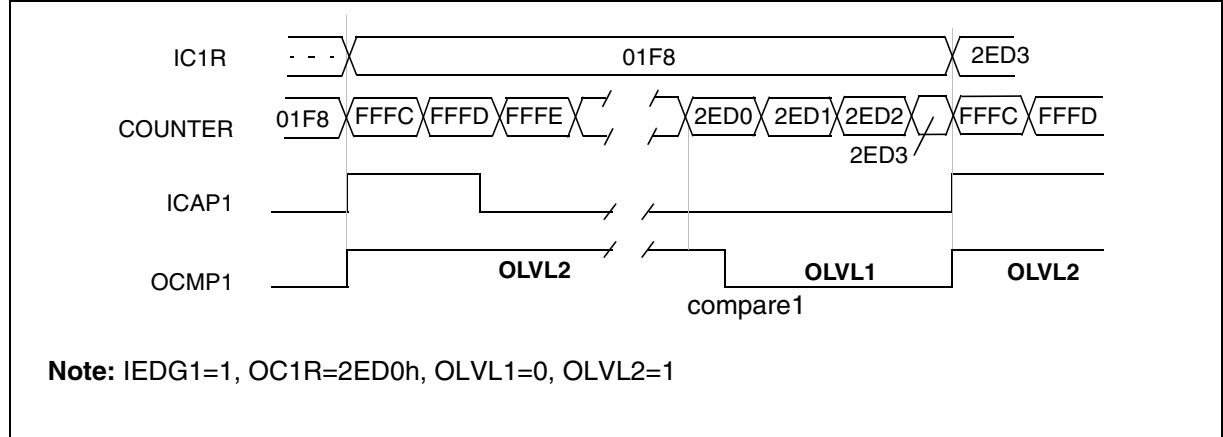 IC1R - - - 01F8 2ED3
COUNTER 01F8 FFFC FFFD FFFE 2ED0 2ED1 2ED2 FFFC FFFD
2ED3
ICAP1
OCMP1 OLVL2 OLVL1 OLVL2
compare1
Note: IEDG1=1, OC1R=2ED0h, OLVL1=0, OLVL2=1